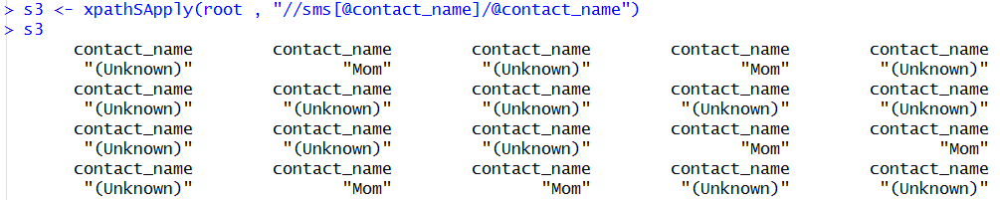 > s3 <- xpathSApply(root , "//sms[@contact_name]/@contact_name")
> s3
contact_name contact_name contact_name contact_name contact_name
"(Unknown)" "Mom" "(Unknown)" "Mom" "(Unknown)"
contact_name contact_name contact_name contact_name contact_name
"(Unknown)" "(Unknown)" "(Unknown)" "(Unknown)" "(Unknown)"
contact_name contact_name contact_name contact_name contact_name
"(Unknown)" "(Unknown)" "(Unknown)" "Mom" "Mom"
contact_name contact_name contact_name contact_name contact_name
"(Unknown)" "Mom" "Mom" "(Unknown)" "(Unknown)"